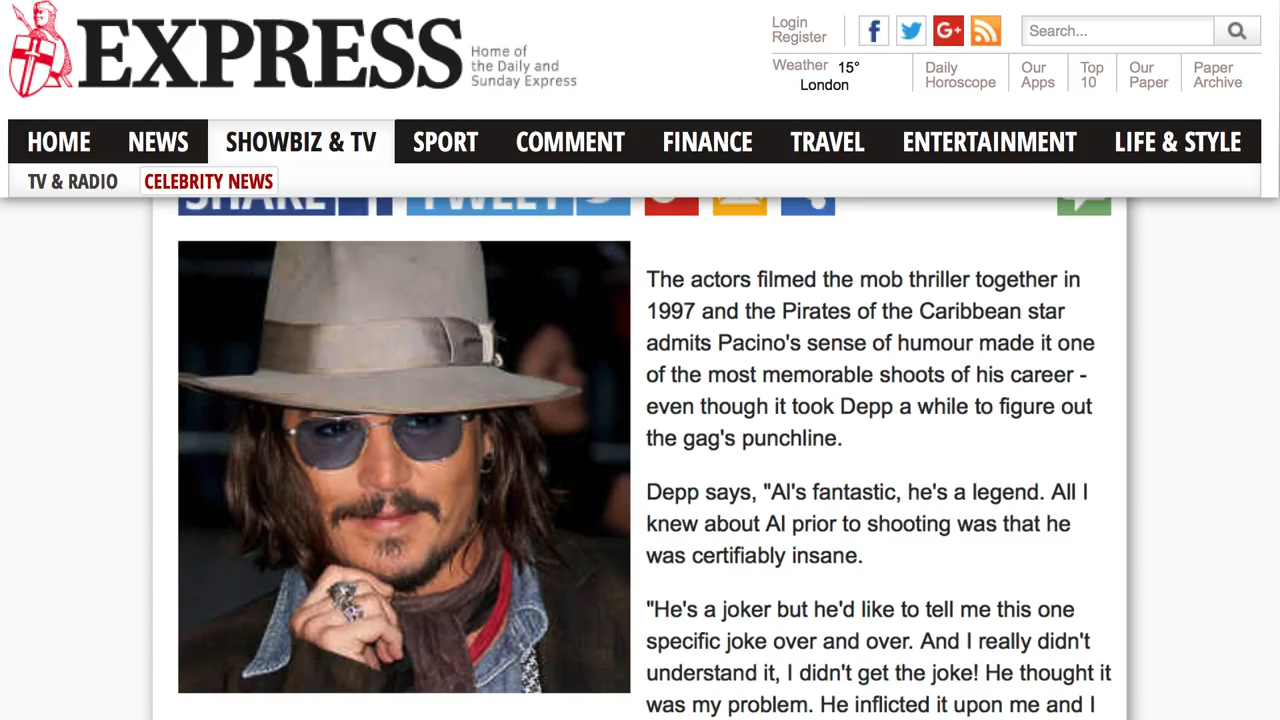 EXPRESS
Home of
the Daily and
Sunday Express
Login
Register
f
G+
Search...
Weather 15°
London
Daily
Horoscope
Our
Apps
Top
10
Our
Paper
Paper
Archive
HOME NEWS SHOWBIZ & TV SPORT COMMENT FINANCE TRAVEL ENTERTAINMENT LIFE & STYLE
TV & RADIO CELEBRITY NEWS
SHARE TWEET
The actors filmed the mob thriller together in
1997 and the Pirates of the Caribbean star
admits Pacino's sense of humour made it one
of the most memorable shoots of his career -
even though it took Depp a while to figure out
the gag's punchline.
Depp says, "Al's fantastic, he's a legend. All I
knew about Al prior to shooting was that he
was certifiably insane.
"He's a joker but he'd like to tell me this one
specific joke over and over. And I really didn't
understand it, I didn't get the joke! He thought it
was my problem. He inflicted it upon me and I